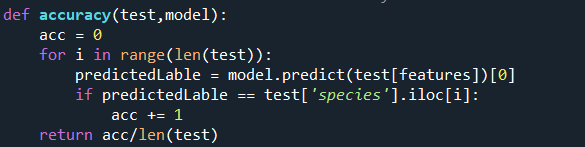 def accuracy(test,model):
    acc = 0
    for i in range(len(test)):
        predictedLable = model.predict(test[features])[0]
        if predictedLable == test['species'].iloc[i]:
            acc += 1
    return acc/len(test)